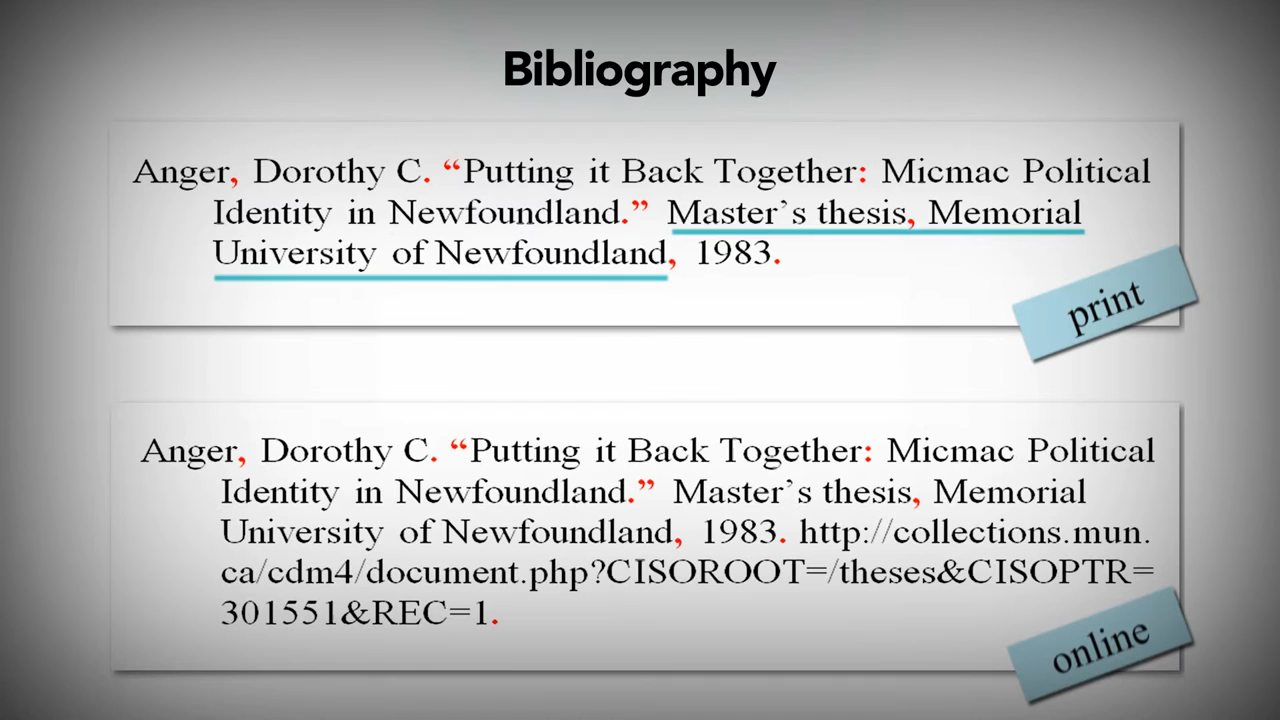 Bibliography
Anger, Dorothy C. “Putting it Back Together: Micmac Political
Identity in Newfoundland.” Master’s thesis, Memorial
University of Newfoundland, 1983.
print
Anger, Dorothy C. “Putting it Back Together: Micmac Political
Identity in Newfoundland.” Master’s thesis, Memorial
University of Newfoundland, 1983. http://collections.mun.
ca/cdm4/document.php?CISOROOT=/theses&CISOPTR=
301551&REC=1.
online